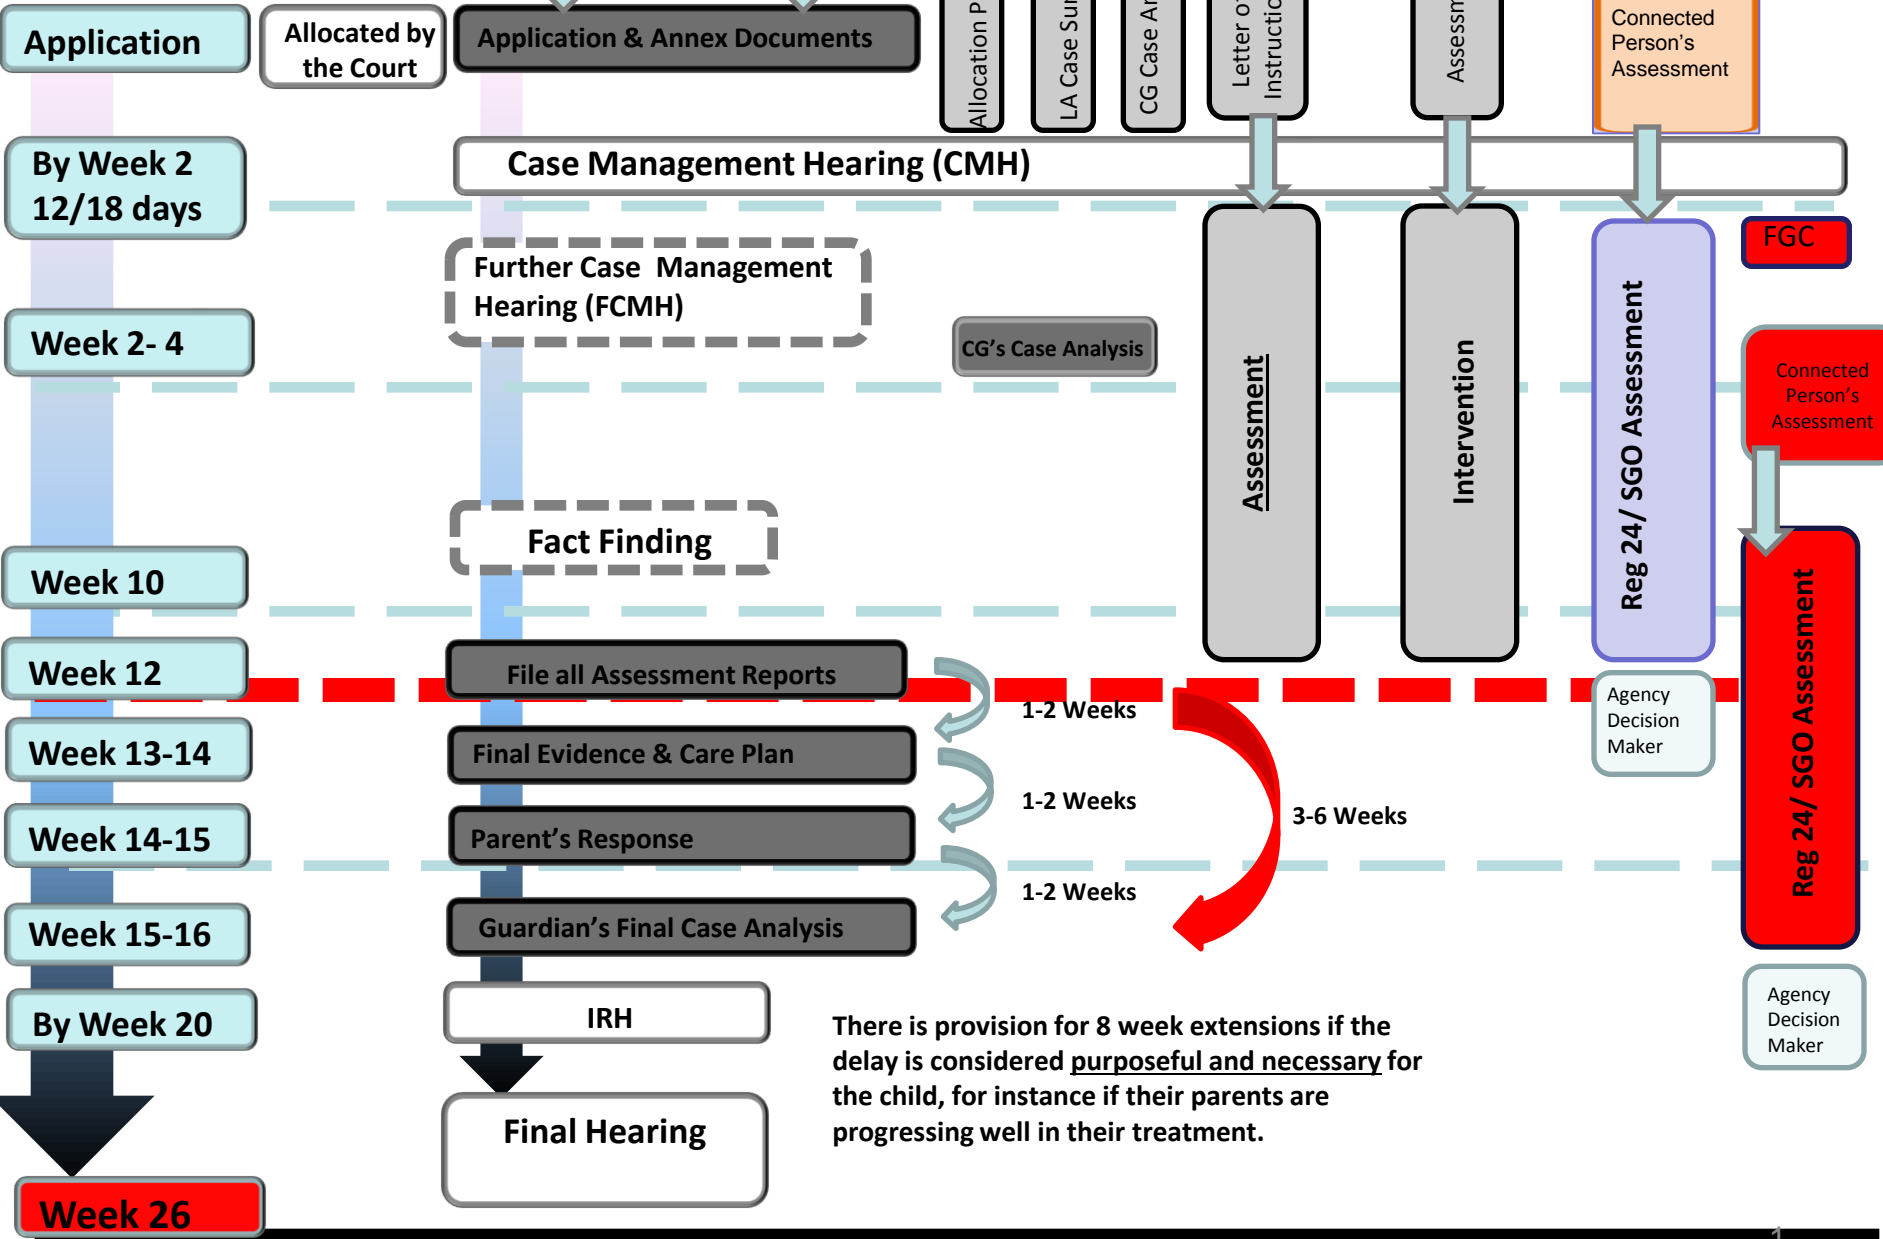 Application
Allocated by
the Court
Application & Annex Documents
Allocation P
LA Case Sur
CG Case
Letter of
Instruc
Assessm
Connected
Person's
Assessment
By Week 2
12/18 days
Case Management Hearing (CMH)
FGC
Further Case Management
Hearing (FCMH)
Week 2- 4
CG's Case Analysis
Assessment
Intervention
Reg 24/ SGO Assessment
Connected
Person's
Assessment
Fact Finding
Week 10
Reg 24/ SGO Assessment
Week 12
File all Assessment Reports
1-2 Weeks
Agency
Decision
Maker
Week 13-14
Final Evidence & Care Plan
1-2 Weeks
3-6 Weeks
Week 14-15
Parent's Response
1-2 Weeks
Week 15-16
Guardian's Final Case Analysis
By Week 20
IRH
Agency
Decision
Maker
There is provision for 8 week extensions if the
delay is considered purposeful and necessary for
the child, for instance if their parents are
progressing well in their treatment.
Final Hearing
Week 26
1